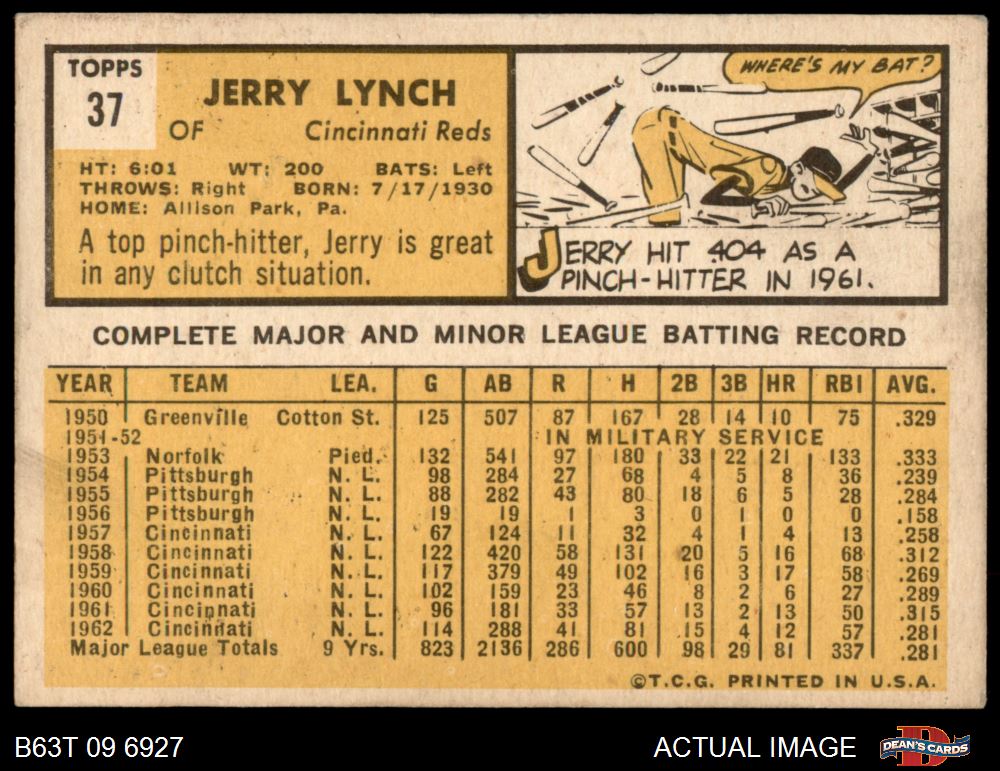 TOPPS
37
JERRY LYNCH
OF Cincinnati Reds
HT: 6:01 WT: 200 BATS: Left
THROWS: Right BORN: 7/17/1930
HOME: Allison Park, Pa.
A top pinch-hitter, Jerry is great
in any clutch situation.
WHERE'S MY BAT?
JERRY HIT .404 AS A
PINCH-HITTER IN 1961.
COMPLETE MAJOR AND MINOR LEAGUE BATTING RECORD
YEAR TEAM LEA. G AB R H 2B 3B HR RBI AVG.
1950 Greenville Cotton St. 125 507 87 167 28 14 10 75 .329
1951-52 IN MILITARY SERVICE
1953 Norfolk Pied. 132 541 97 180 33 22 21 133 .333
1954 Pittsburgh N. L. 98 284 27 68 4 5 8 36 .239
1955 Pittsburgh N. L. 88 282 43 80 18 6 5 28 .284
1956 Pittsburgh N. L. 19 19 1 3 0 1 0 0 .158
1957 Cincinnati N. L. 67 124 11 32 4 1 4 13 .258
1958 Cincinnati N. L. 122 420 58 131 20 5 16 68 .312
1959 Cincinnati N. L. 117 379 49 102 16 3 17 58 .269
1960 Cincinnati N. L. 102 159 23 46 8 2 6 27 .289
1961 Cincinnati N. L. 96 181 33 57 13 2 13 50 .315
1962 Cincinnati N. L. 114 288 41 81 15 4 12 57 .281
Major League Totals 9 Yrs. 823 2136 286 600 98 29 81 337 .281
©T.C.G. PRINTED IN U.S.A.
B63T 09 6927
ACTUAL IMAGE
DEAN'S CARDS